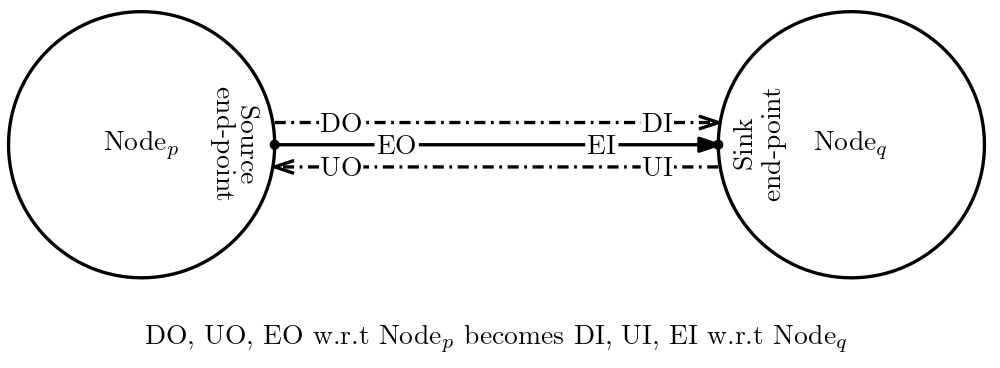 Node_p
Source
end-point
DO
DI
EO
EI
UO
UI
Sink
end-point
Node_q
DO, UO, EO w.r.t Node_p becomes DI, UI, EI w.r.t Node_q